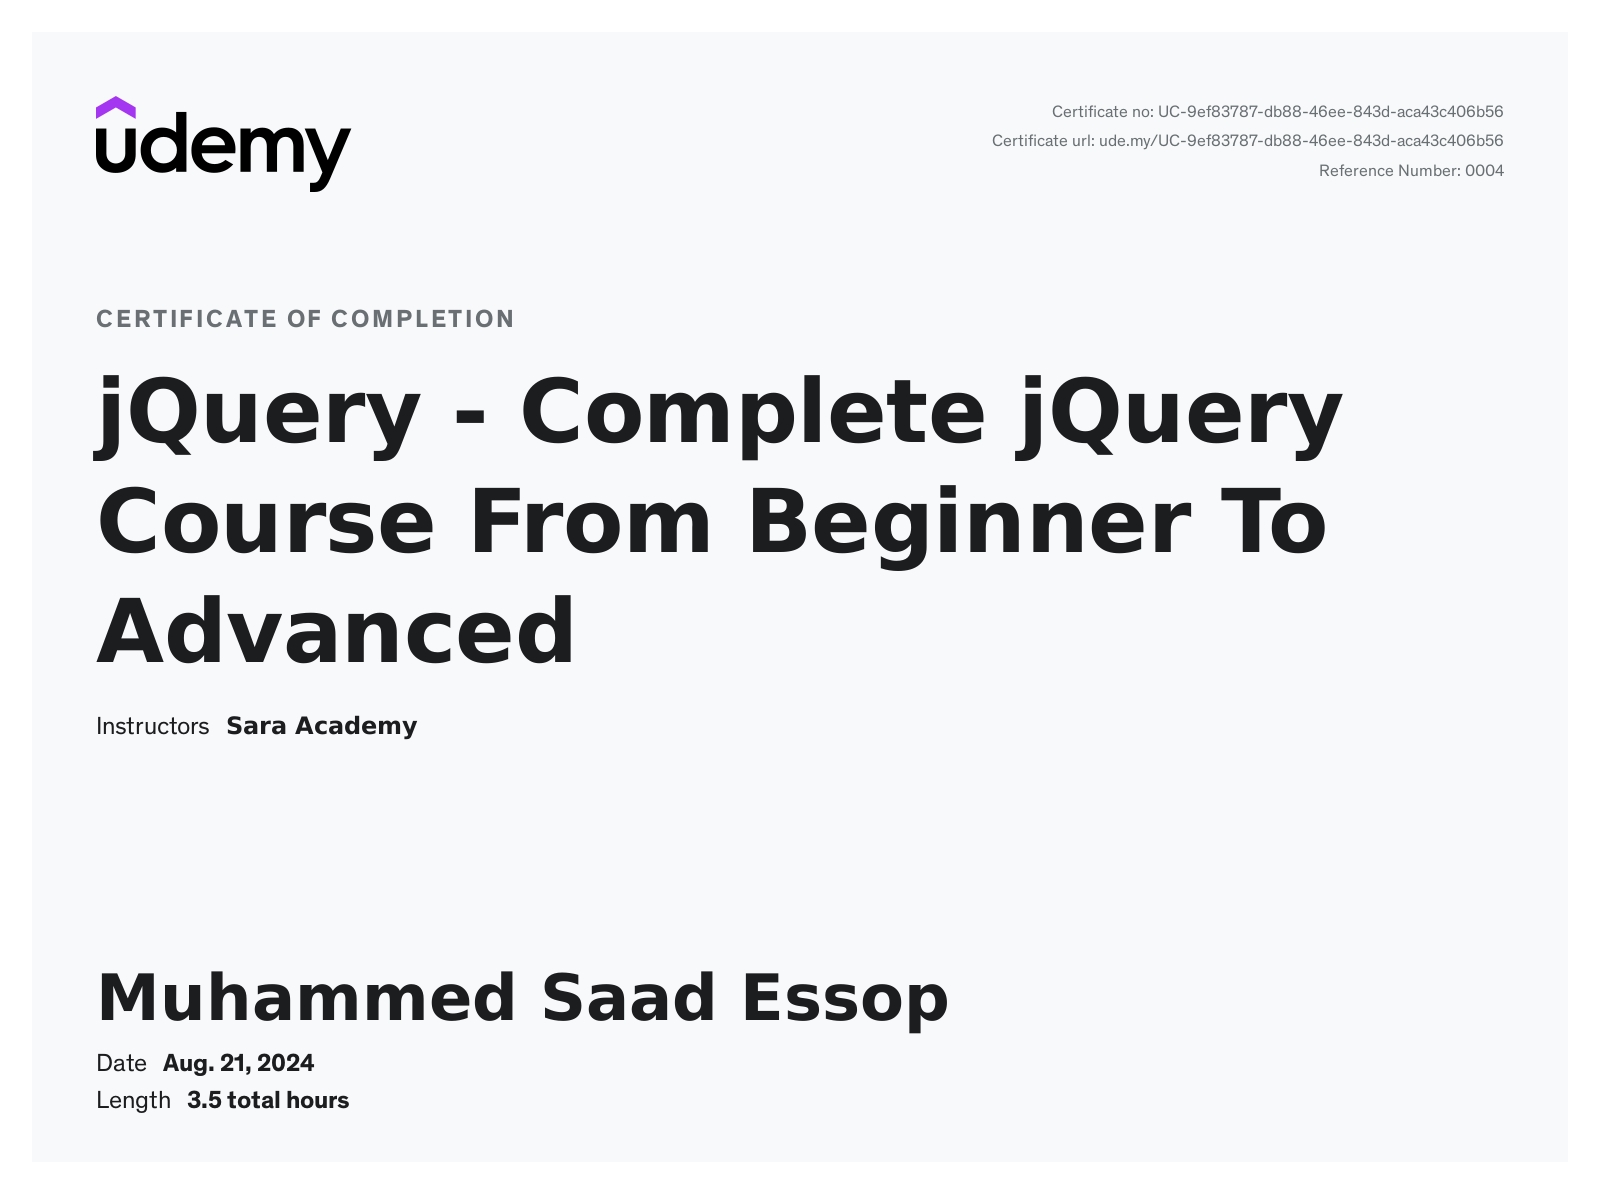 udemy
Certificate no: UC-9ef83787-db88-46ee-843d-aca43c406b56
Certificate url: ude.my/UC-9ef83787-db88-46ee-843d-aca43c406b56
Reference Number: 0004
CERTIFICATE OF COMPLETION
jQuery - Complete jQuery
Course From Beginner To
Advanced
Instructors Sara Academy
Muhammed Saad Essop
Date Aug. 21, 2024
Length 3.5 total hours